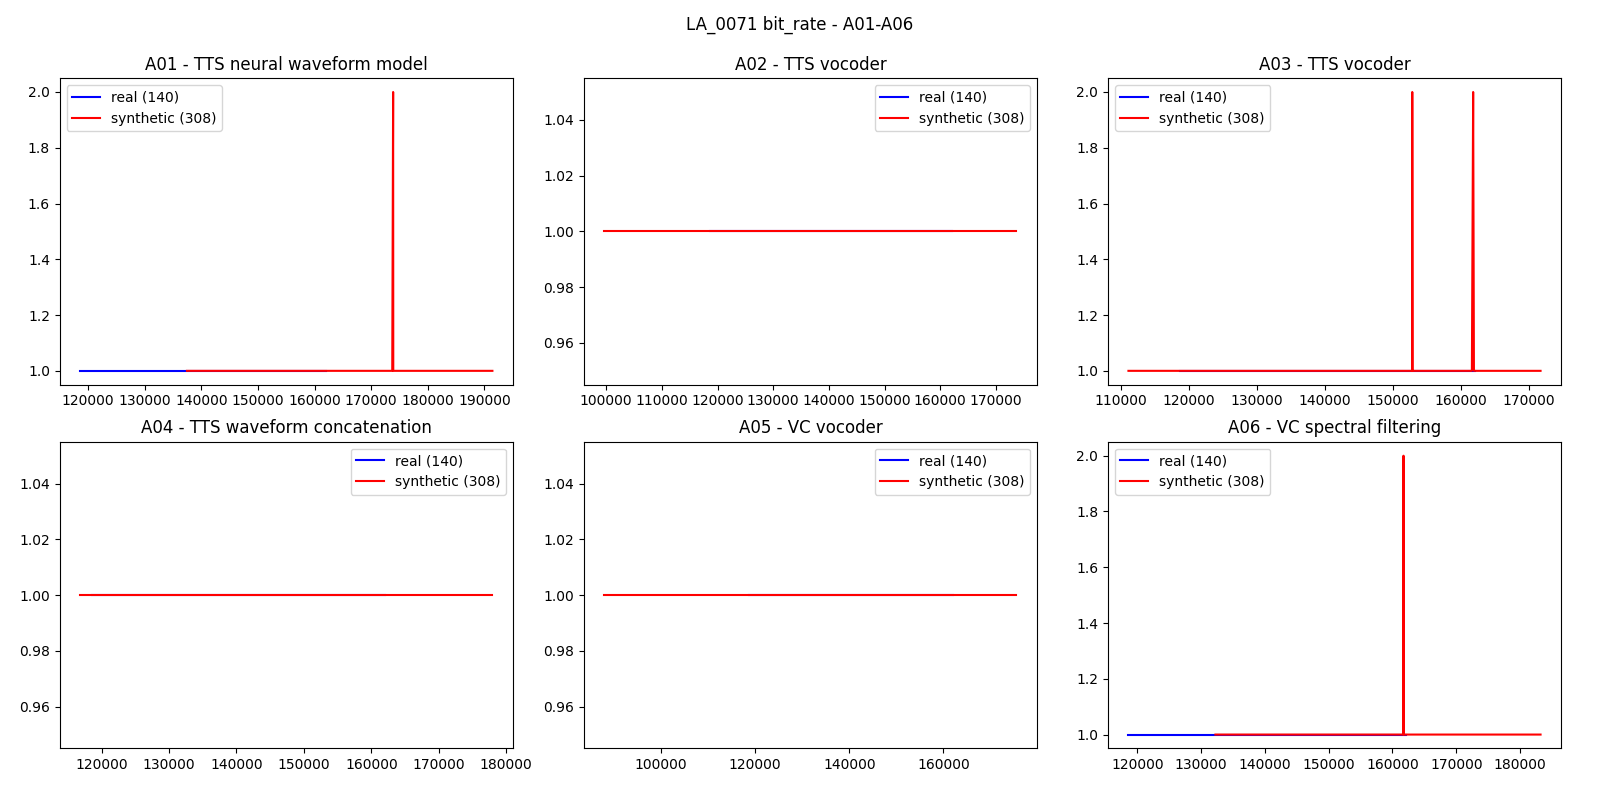 LA_0071 bit_rate - A01-A06
A01 - TTS neural waveform model
real (140)
synthetic (308)
2.0
1.8
1.6
1.4
1.2
1.0
120000 130000 140000 150000 160000 170000 180000 190000
A02 - TTS vocoder
real (140)
synthetic (308)
1.04
1.02
1.00
0.98
0.96
100000 110000 120000 130000 140000 150000 160000 170000
A03 - TTS vocoder
real (140)
synthetic (308)
2.0
1.8
1.6
1.4
1.2
1.0
110000 120000 130000 140000 150000 160000 170000
A04 - TTS waveform concatenation
real (140)
synthetic (308)
1.04
1.02
1.00
0.98
0.96
120000 130000 140000 150000 160000 170000 180000
A05 - VC vocoder
real (140)
synthetic (308)
1.04
1.02
1.00
0.98
0.96
100000 120000 140000 160000
A06 - VC spectral filtering
real (140)
synthetic (308)
2.0
1.8
1.6
1.4
1.2
1.0
120000 130000 140000 150000 160000 170000 180000